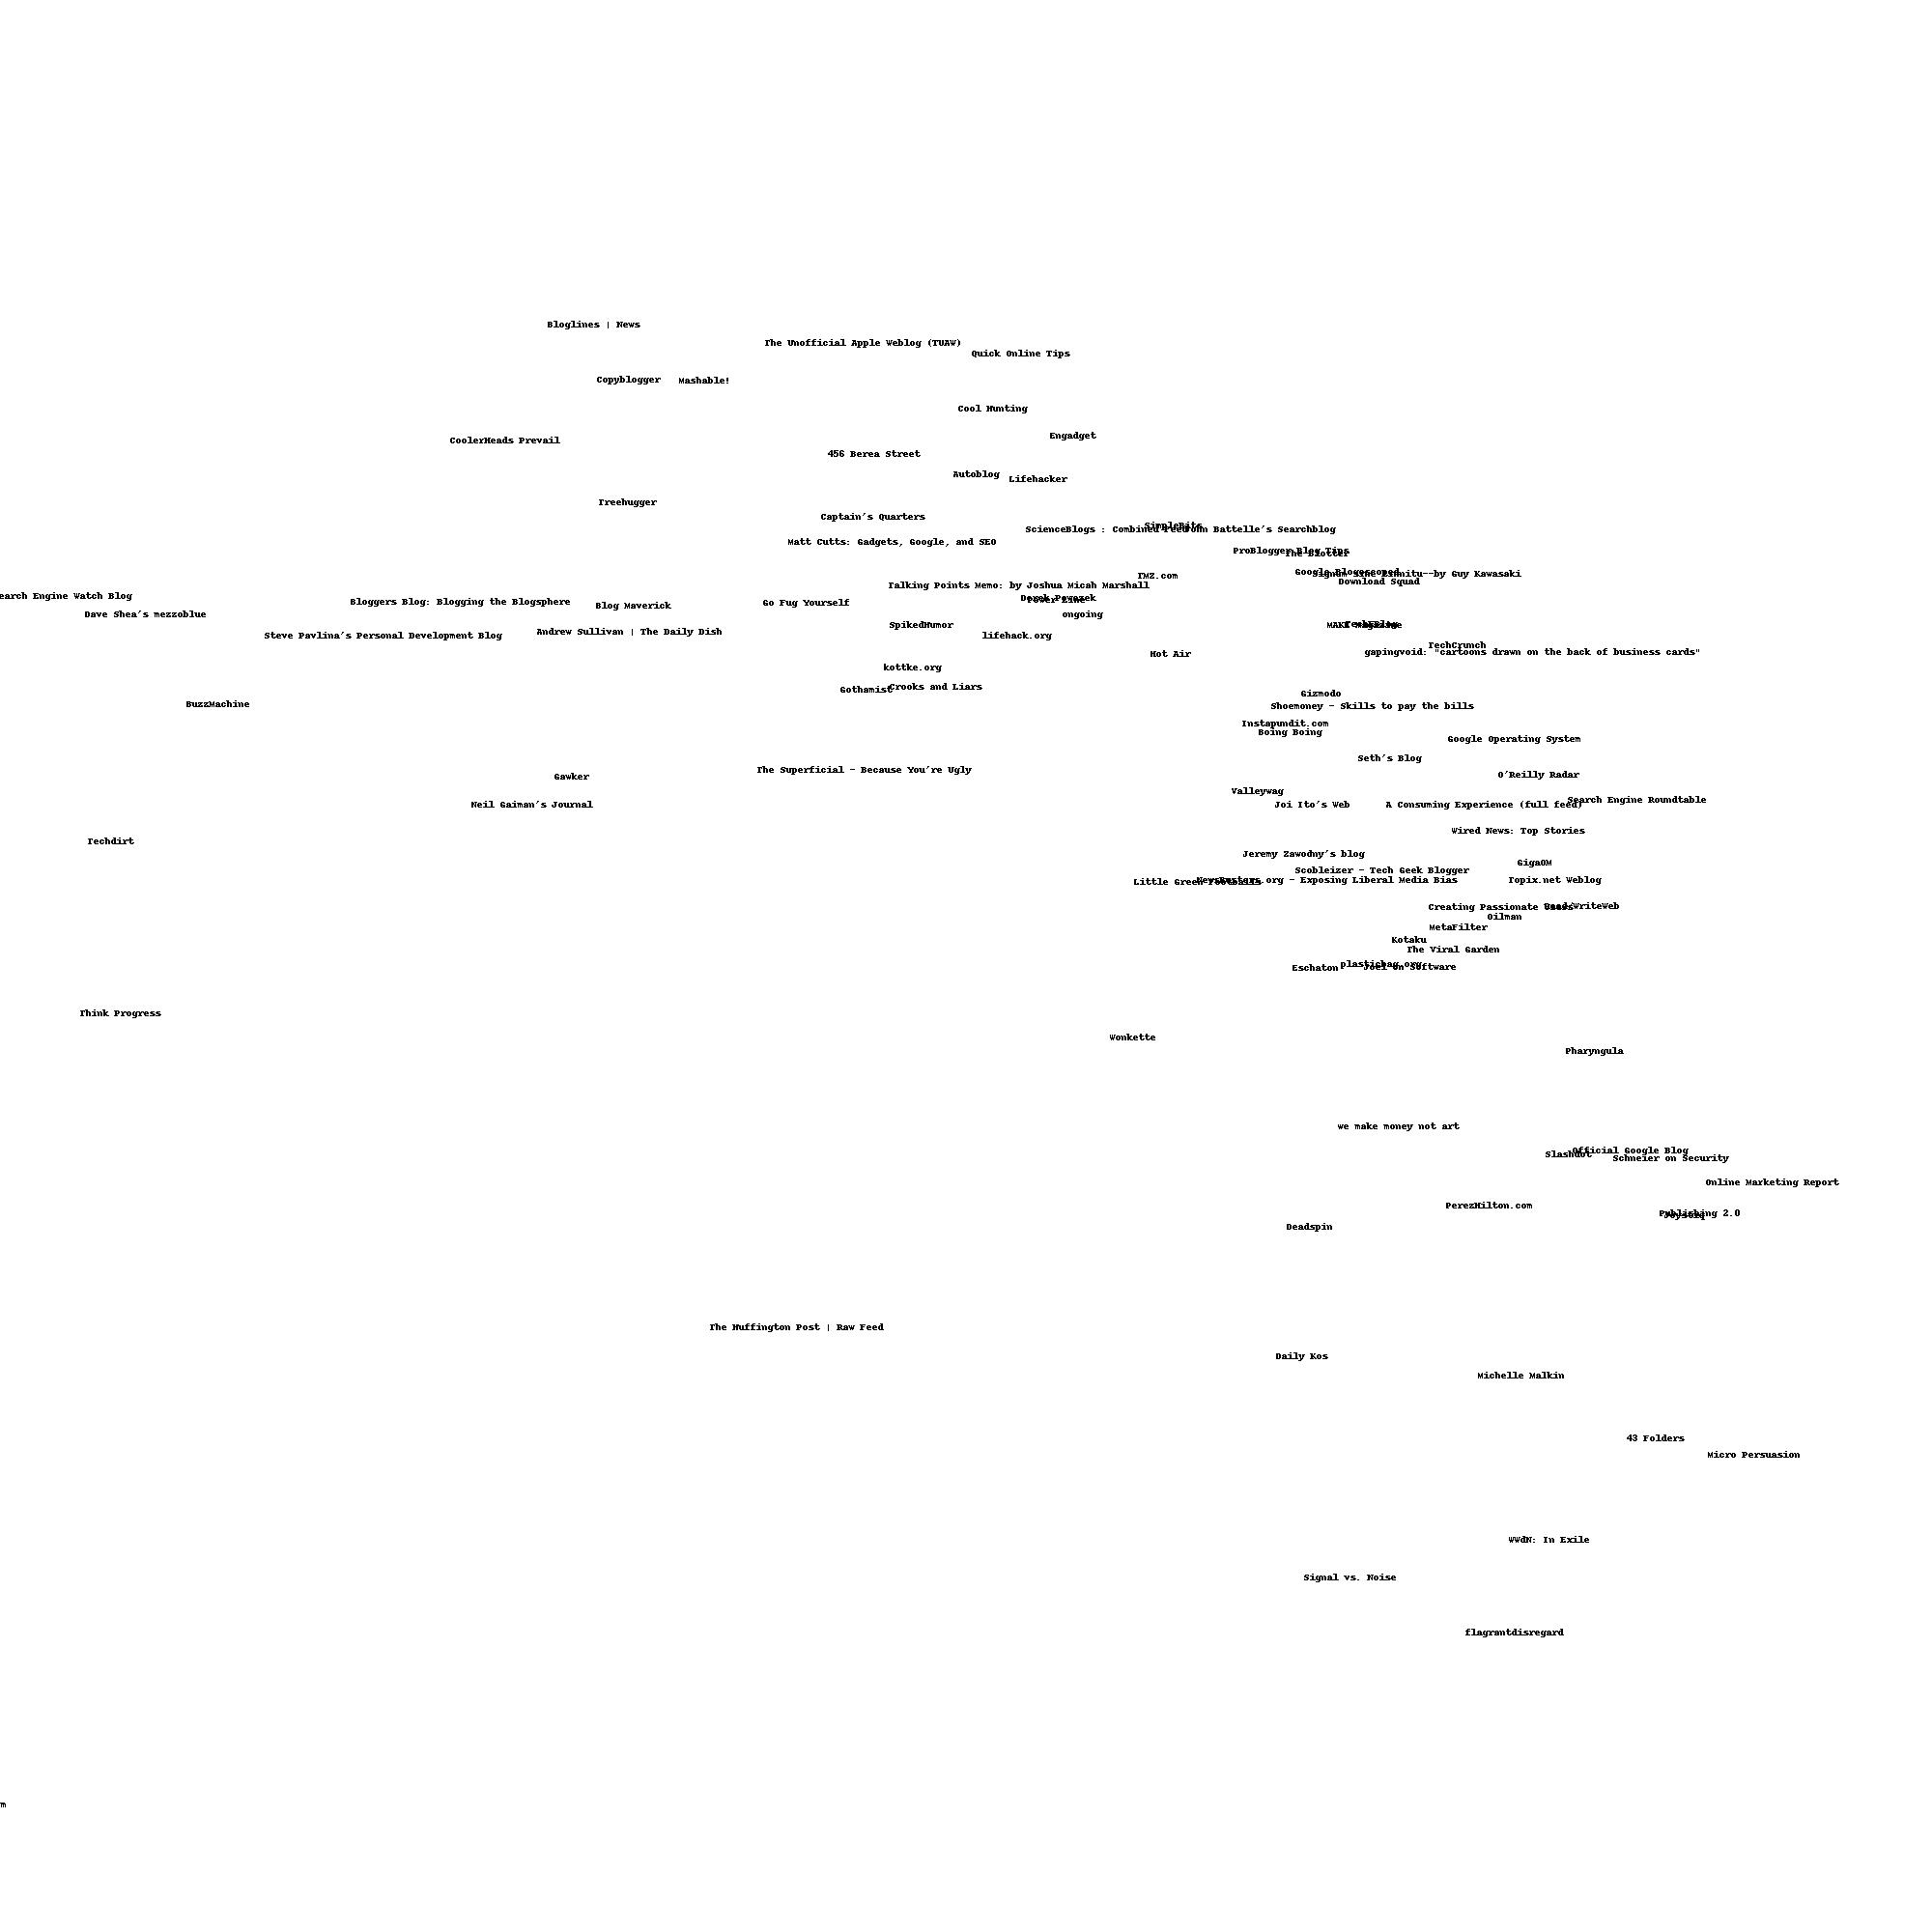 Bloglines | News
The Unofficial Apple Weblog (TUAW)
Quick Online Tips
Copyblogger
Mashable!
Cool Hunting
Engadget
CoolerHeads Prevail
456 Berea Street
Autoblog
Lifehacker
Treehugger
Captain's Quarters
SimpleBits
ScienceBlogs : Combined Feed
John Battelle's Searchblog
Matt Cutts: Gadgets, Google, and SEO
ProBlogger Blog Tips
The Blotter
Google Blogoscoped
Signum sine tinnitu--by Guy Kawasaki
TMZ.com
Download Squad
Talking Points Memo: by Joshua Micah Marshall
earch Engine Watch Blog
Derek Powazek
Power Line
Bloggers Blog: Blogging the Blogsphere
Blog Maverick
Go Fug Yourself
Dave Shea's mezzoblue
ongoing
SpikedHumor
MAKE Magazine
TechEBlog
Andrew Sullivan | The Daily Dish
Steve Pavlina's Personal Development Blog
lifehack.org
TechCrunch
gapingvoid: "cartoons drawn on the back of business cards"
Hot Air
kottke.org
Crooks and Liars
Gothamist
Gizmodo
BuzzMachine
Shoemoney - Skills to pay the bills
Instapundit.com
Boing Boing
Google Operating System
Seth's Blog
The Superficial - Because You're Ugly
O'Reilly Radar
Gawker
Valleywag
Search Engine Roundtable
Neil Gaiman's Journal
Joi Ito's Web
A Consuming Experience (full feed)
Wired News: Top Stories
Techdirt
Jeremy Zawodny's blog
GigaOM
Scobleizer - Tech Geek Blogger
Little Green Footballs
NewsBusters.org - Exposing Liberal Media Bias
Topix.net Weblog
Creating Passionate Users
Read/WriteWeb
Oilman
MetaFilter
Kotaku
The Viral Garden
plasticbag.org
Eschaton
Joel on Software
Think Progress
Wonkette
Pharyngula
we make money not art
Official Google Blog
Slashdot
Schneier on Security
Online Marketing Report
PerezHilton.com
Publishing 2.0
Joystiq
Deadspin
The Huffington Post | Raw Feed
Daily Kos
Michelle Malkin
43 Folders
Micro Persuasion
WWdN: In Exile
Signal vs. Noise
flagrantdisregard
m